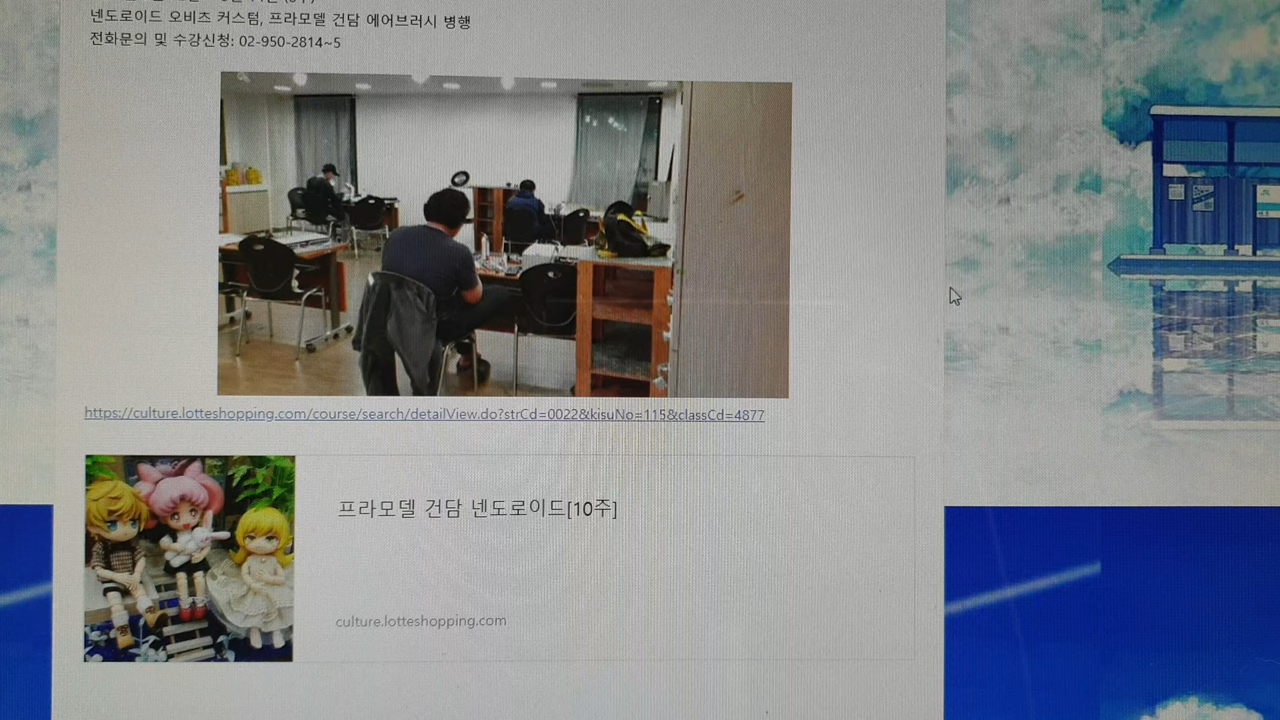 넨도로이드 오비츠 커스텀, 프라모델 건담 에어브러시 병행
전화문의 및 수강신청: 02-950-2814~5
https://culture.lotteshopping.com/course/search/detailView.do?strCd=0022&kisuNo=115&classCd=4877
프라모델 건담 넨도로이드[10주]
culture.lotteshopping.com